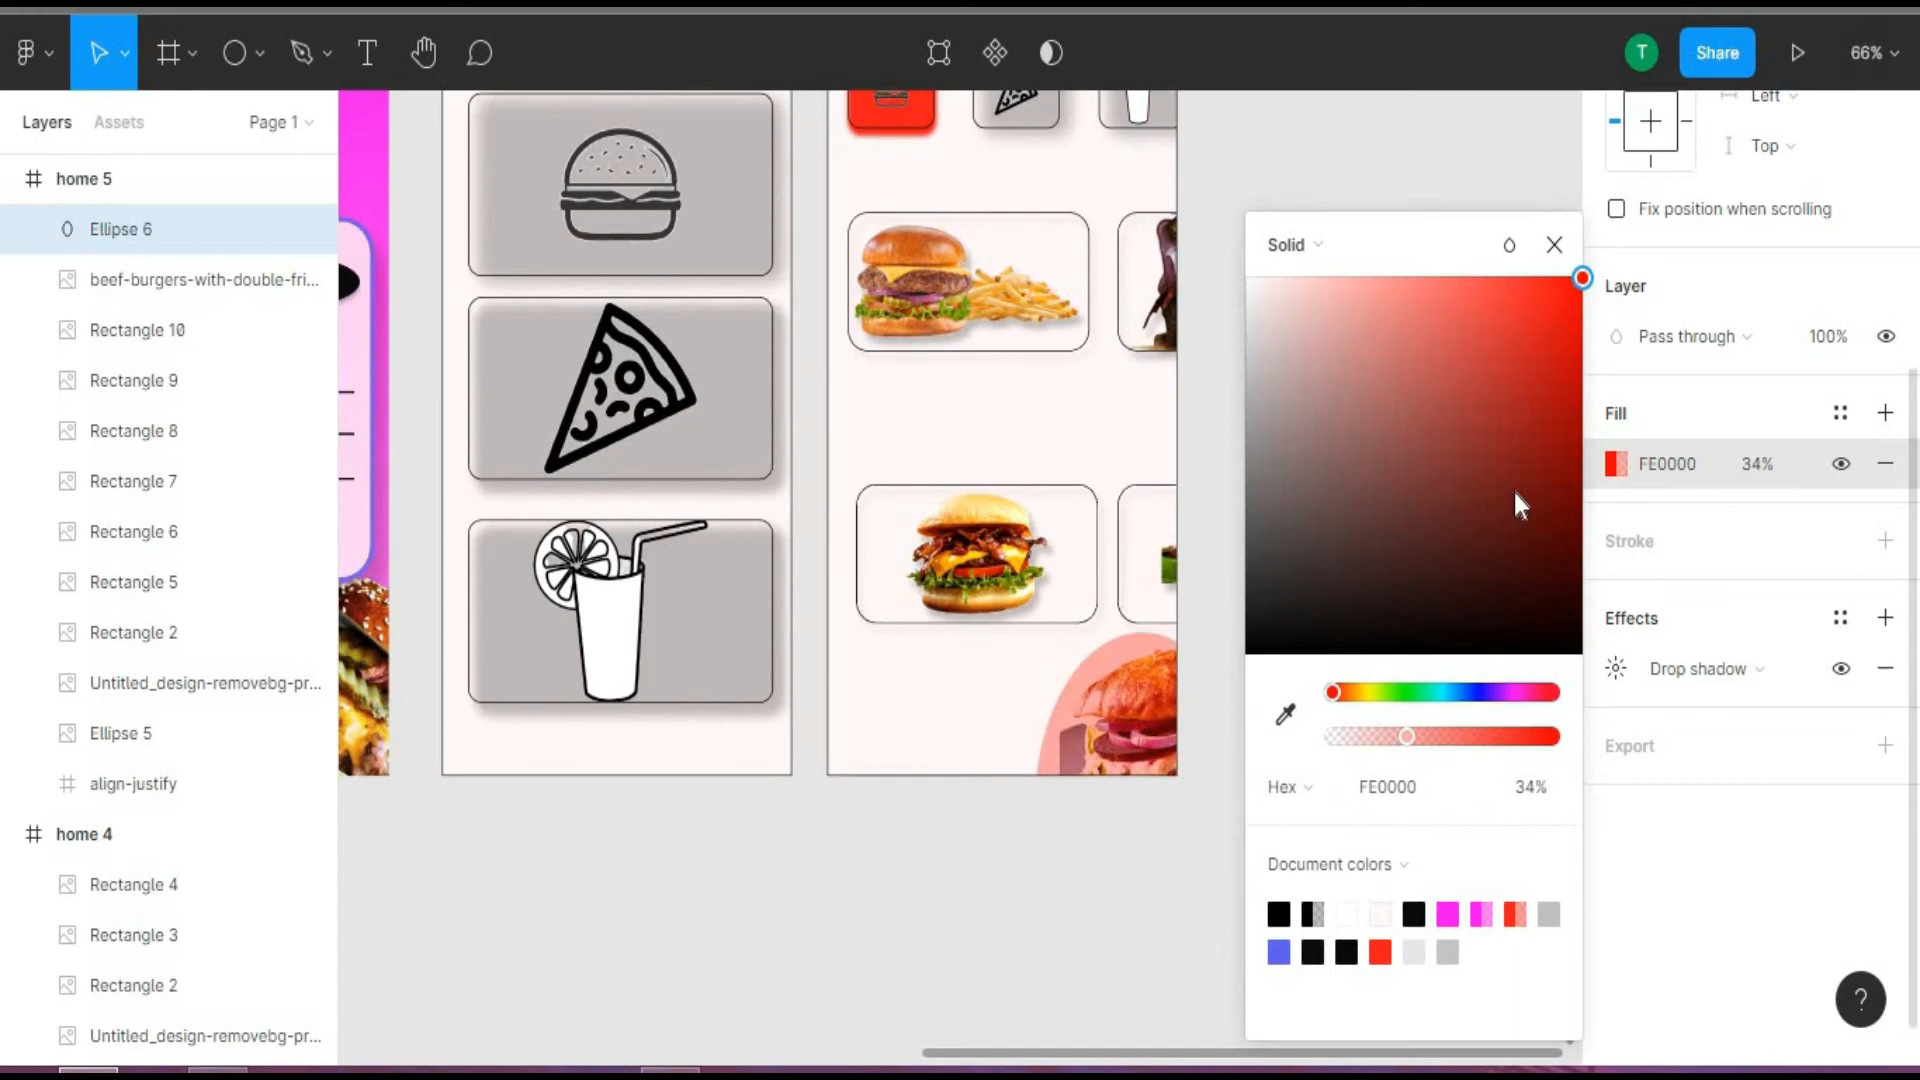 T
Share
66%
Layers
Assets
Page 1
home 5
Ellipse 6
beef-burgers-with-double-fri...
Rectangle 10
Rectangle 9
Rectangle 8
Rectangle 7
Rectangle 6
Rectangle 5
Rectangle 2
Untitled_design-removebg-pr...
Ellipse 5
align-justify
home 4
Rectangle 4
Rectangle 3
Rectangle 2
Untitled_design-removebg-pr...
Solid
Hex
FE0000
34%
Document colors
Left
Top
Fix position when scrolling
Layer
Pass through
100%
Fill
FE0000
34%
Stroke
Effects
Drop shadow
Export
?